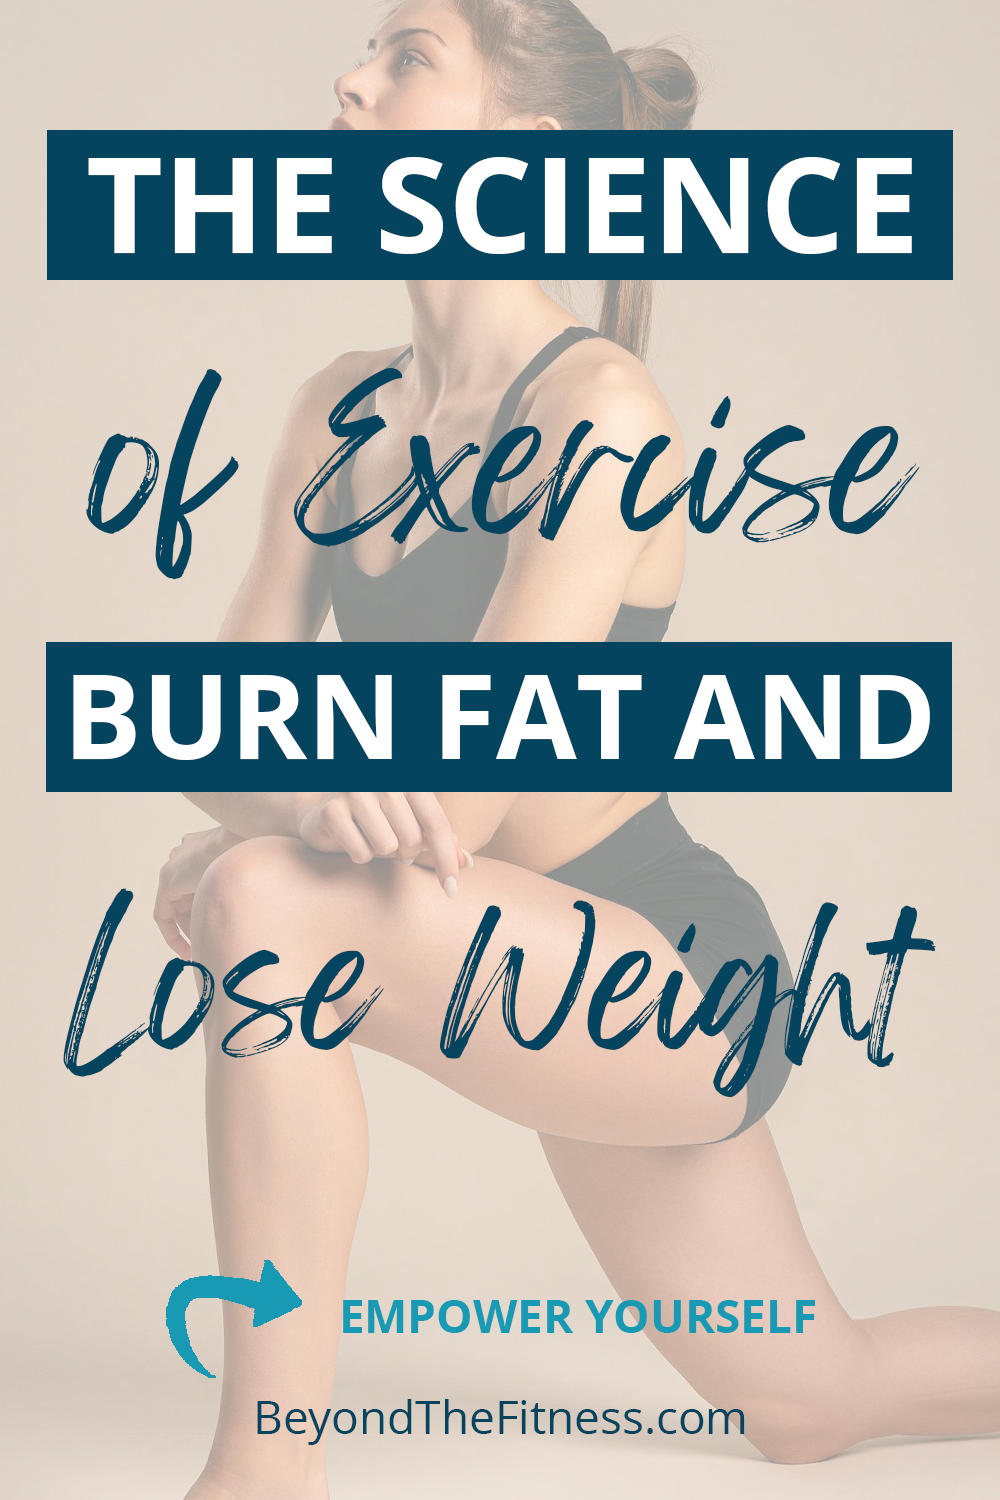 THE SCIENCE
of Exercise
BURN FAT AND
Lose Weight
EMPOWER YOURSELF
BeyondTheFitness.com